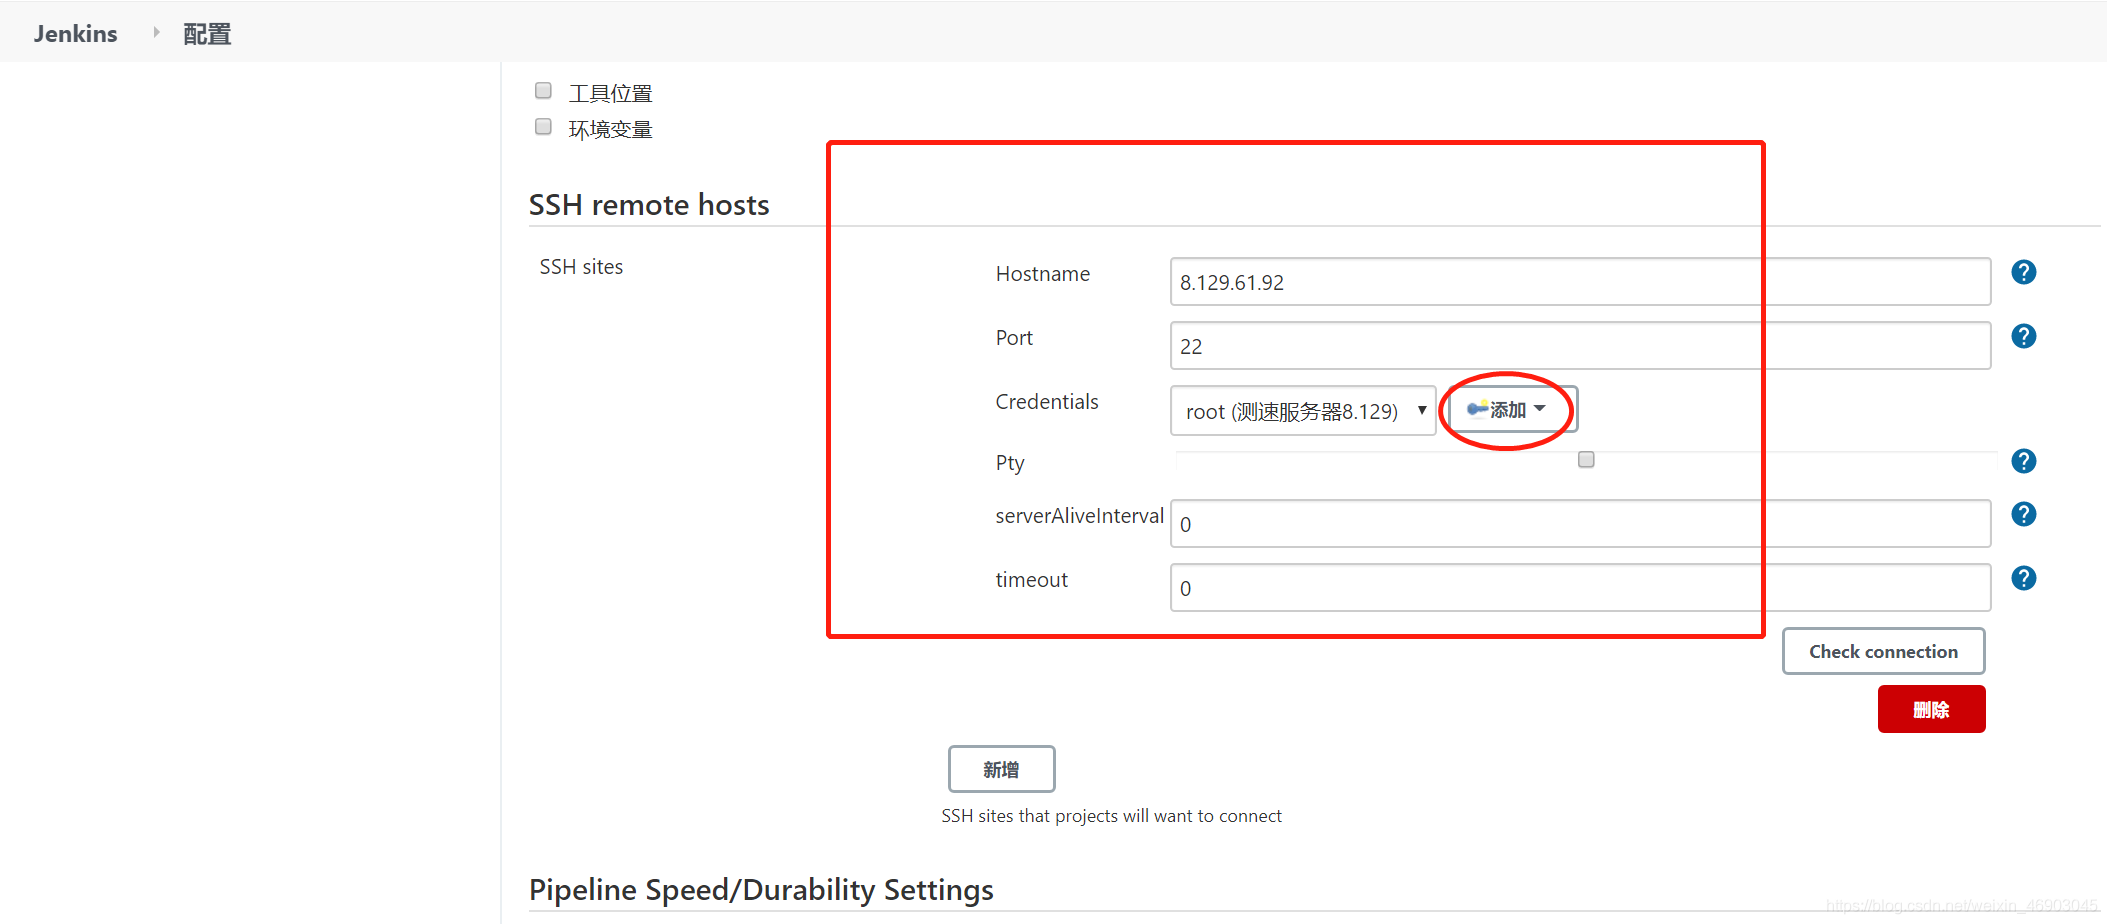 Jenkins 配置
工具位置
环境变量
SSH remote hosts
SSH sites
Hostname 8.129.61.92
Port 22
Credentials root (测速服务器8.129) 添加
Pty
serverAliveInterval 0
timeout 0
Check connection
删除
新增
SSH sites that projects will want to connect
Pipeline Speed/Durability Settings
https://blog.csdn.net/weixin_46903045